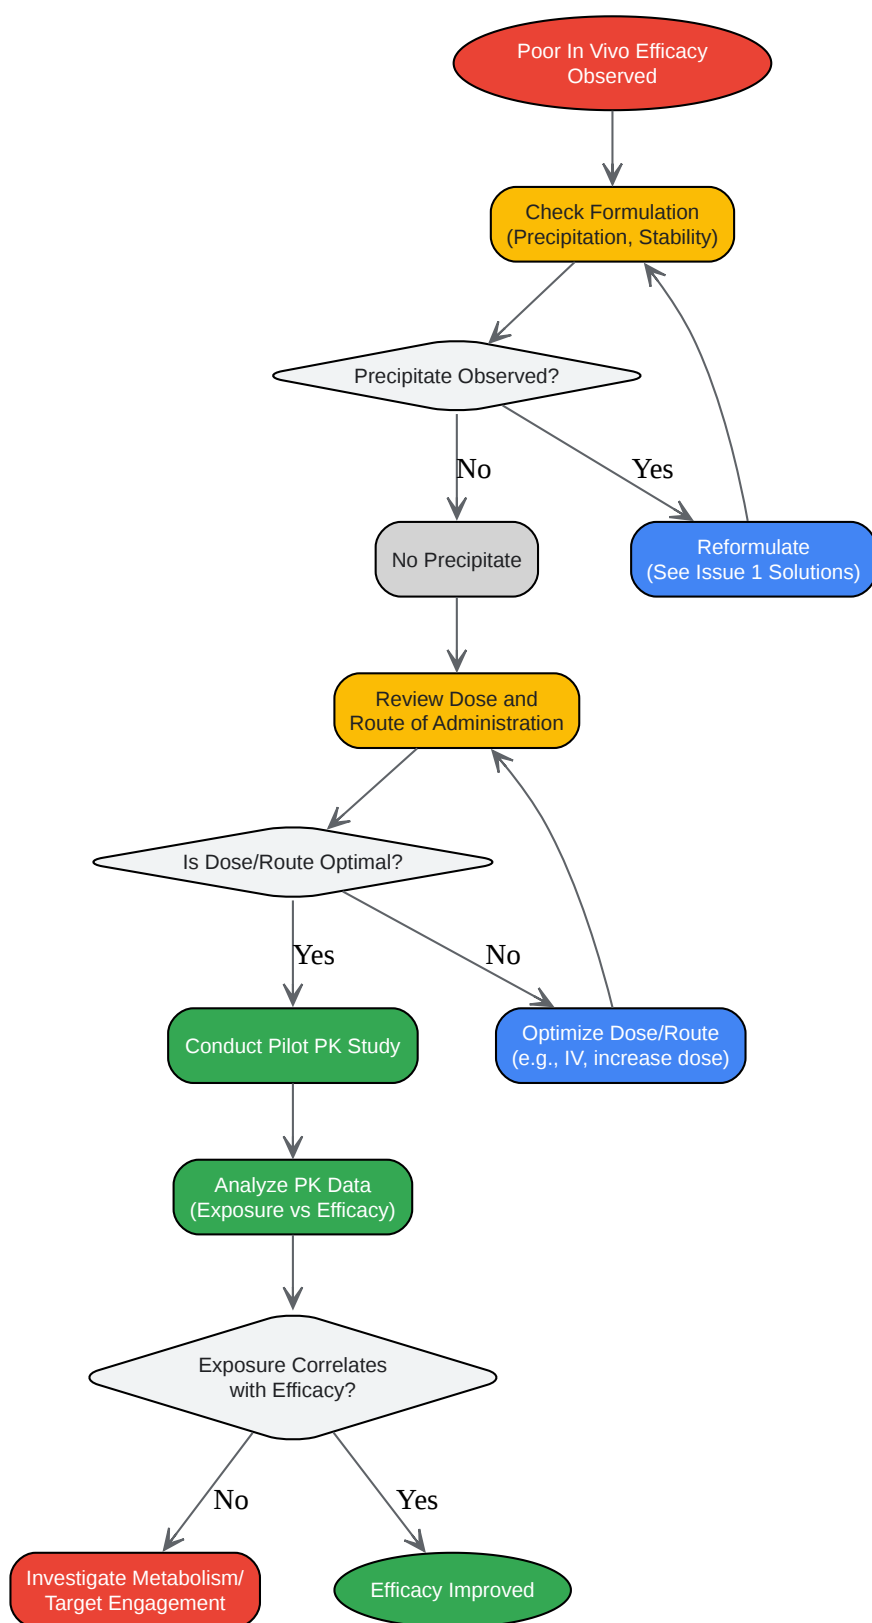 Poor In Vivo Efficacy
Observed
Check Formulation
(Precipitation, Stability)
Precipitate Observed?
No
Yes
No Precipitate
Reformulate
(See Issue 1 Solutions)
Review Dose and
Route of Administration
Is Dose/Route Optimal?
Yes
No
Conduct Pilot PK Study
Optimize Dose/Route
(e.g., IV, increase dose)
Analyze PK Data
(Exposure vs Efficacy)
Exposure Correlates
with Efficacy?
No
Yes
Investigate Metabolism/
Target Engagement
Efficacy Improved